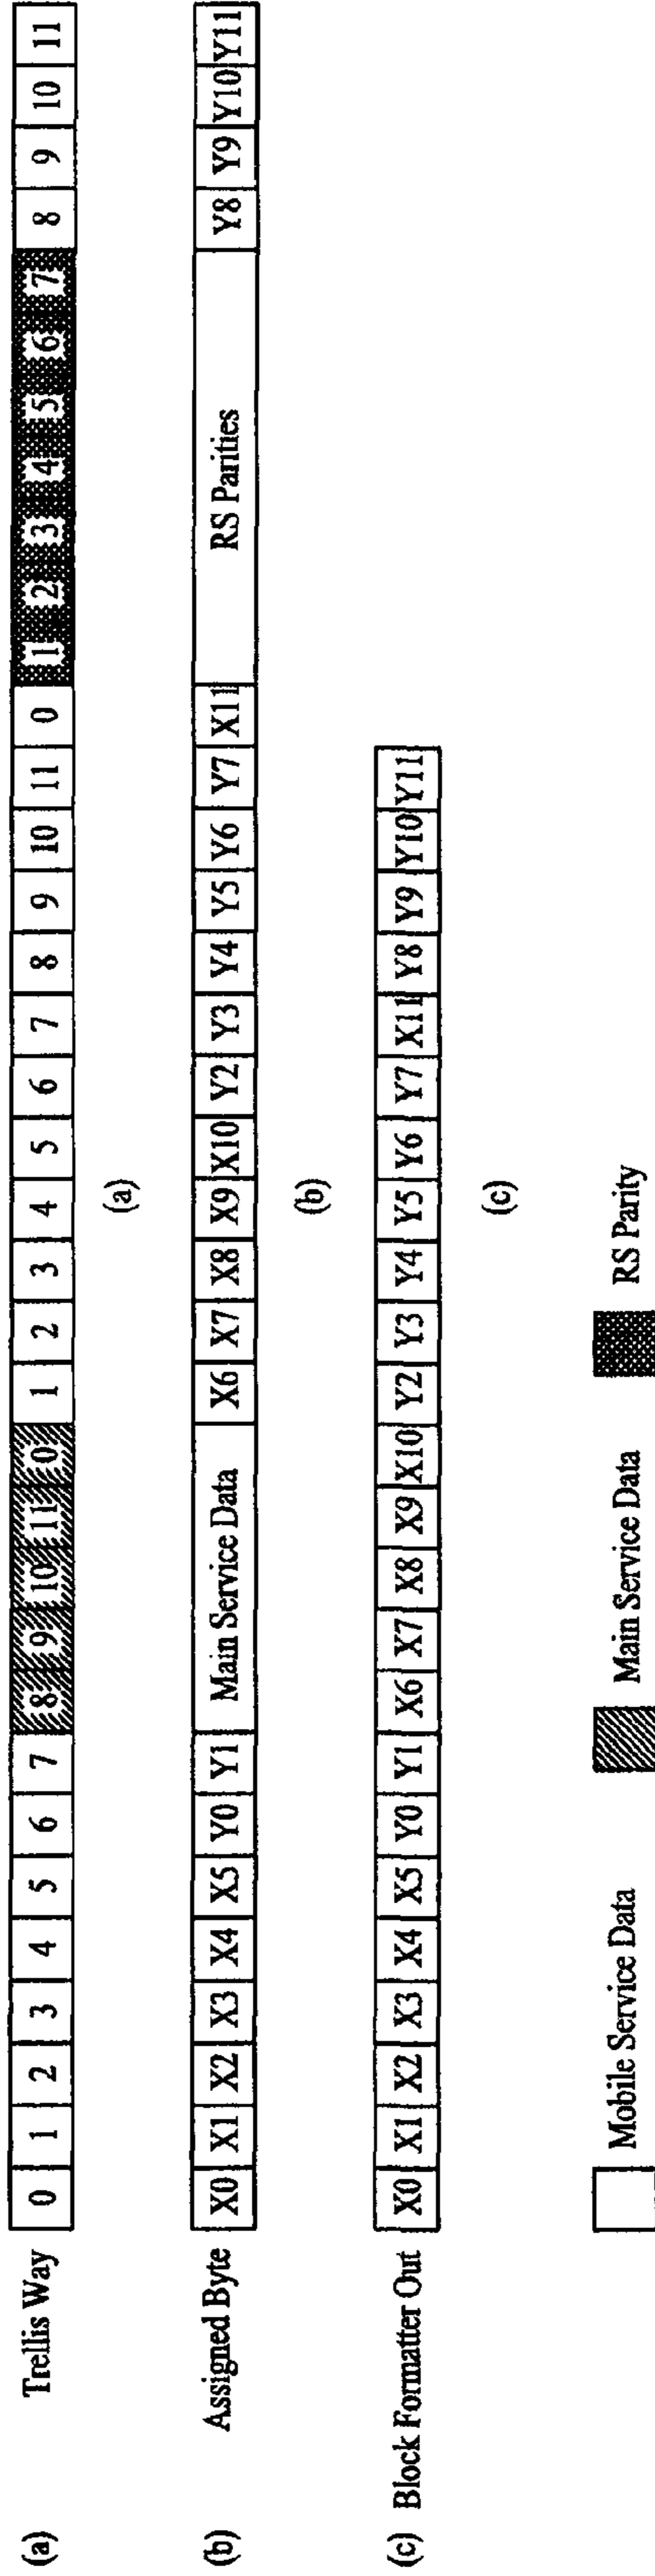 (a) Trellis Way 0 1 2 3 4 5 6 7 8 9 10 11 0 1 2 3 4 5 6 7 8 9 10 11 0 1 2 3 4 5 6 7 8 9 10 11
(a)
(b) Assigned Byte X0 X1 X2 X3 X4 X5 Y0 Y1 Main Service Data X6 X7 X8 X9 X10 Y2 Y3 Y4 Y5 Y6 Y7 X11 RS Parities Y8 Y9 Y10 Y11
(b)
(c) Block Formatter Out X0 X1 X2 X3 X4 X5 Y0 Y1 X6 X7 X8 X9 X10 Y2 Y3 Y4 Y5 Y6 Y7 X11 Y8 Y9 Y10 Y11
(c)
Mobile Service Data Main Service Data RS Parity